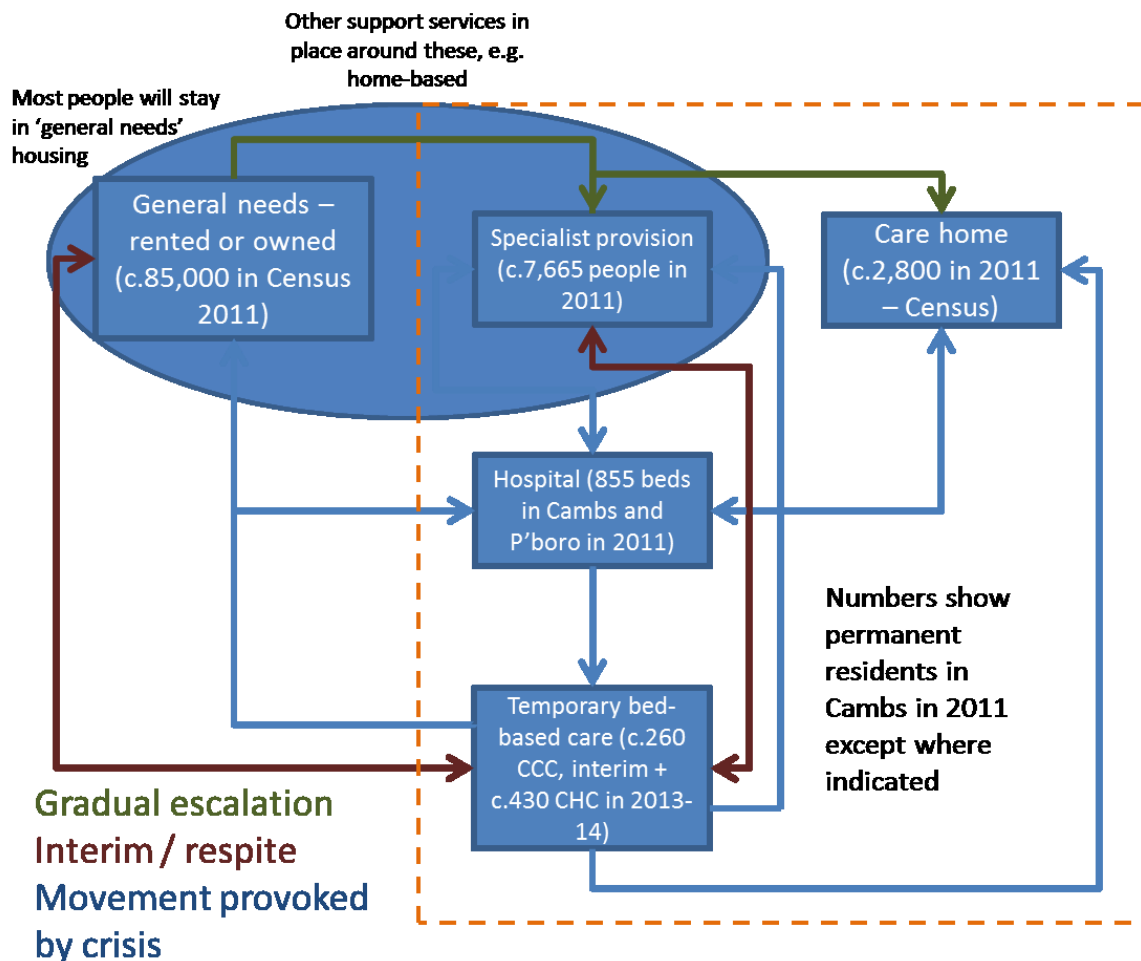 Other support services in
place around these, e.g.
home-based
Most people will stay
in ‘general needs’
housing
General needs –
rented or owned
(c.85,000 in Census
2011)
Specialist provision
(c.7,665 people in
2011)
Care home
(c.2,800 in 2011
– Census)
Hospital (855 beds
in Cambs and
P’boro in 2011)
Numbers show
permanent
residents in
Cambs in 2011
except where
indicated
Temporary bed-
based care (c.260
CCC, interim +
c.430 CHC in 2013-
14)
Gradual escalation
Interim / respite
Movement provoked
by crisis